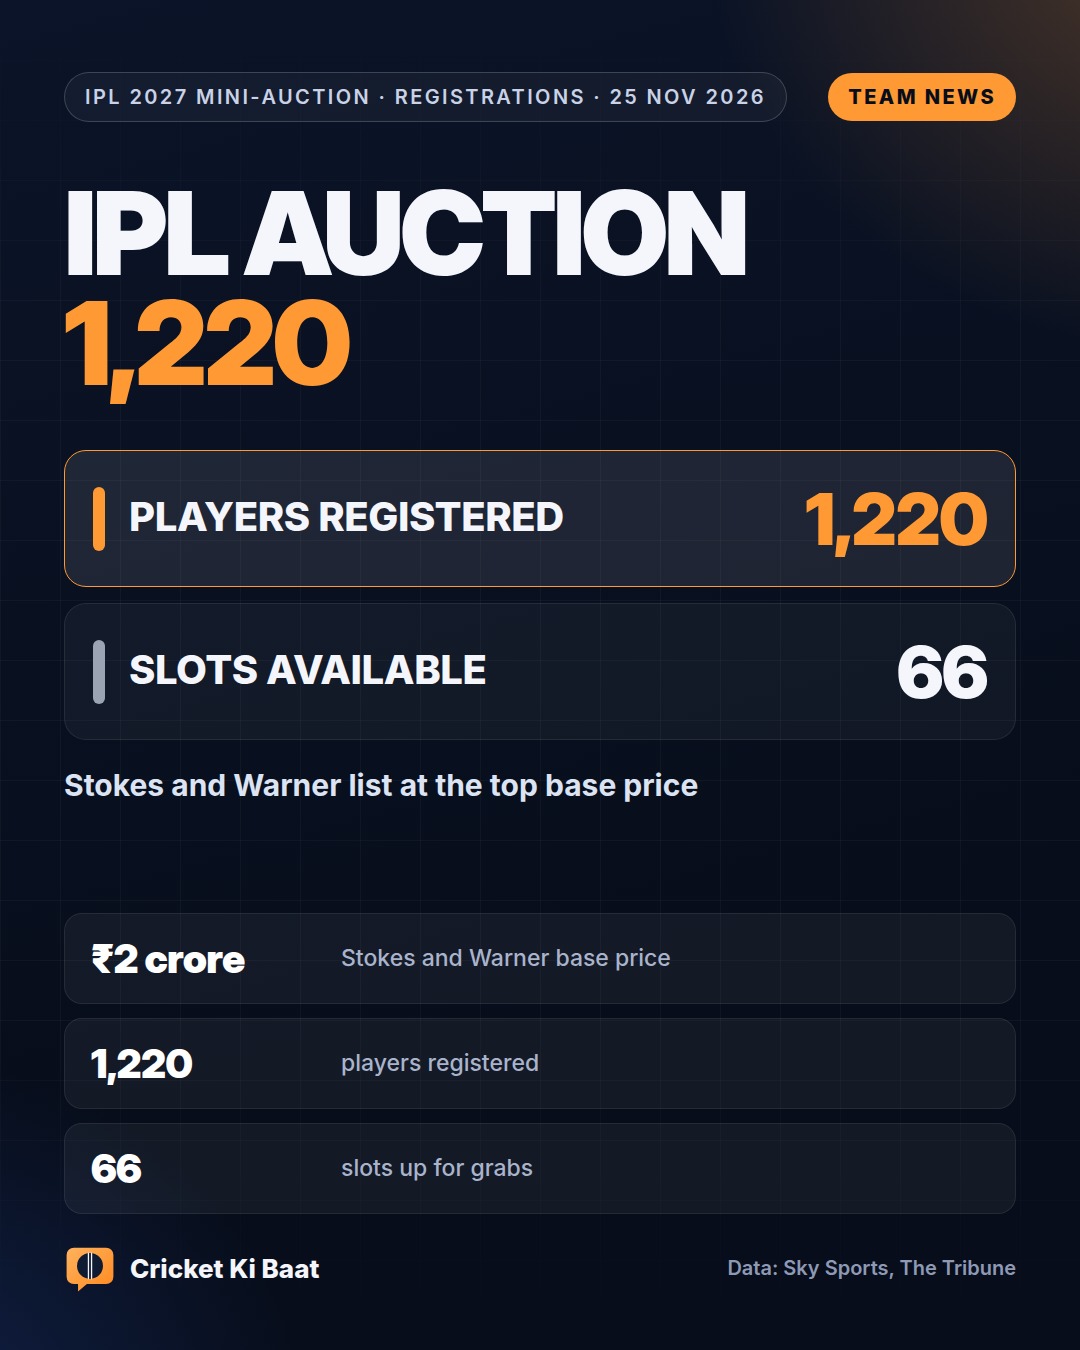 IPL 2027 MINI-AUCTION · REGISTRATIONS · 25 NOV 2026
TEAM NEWS
IPL AUCTION
1,220
PLAYERS REGISTERED
1,220
SLOTS AVAILABLE
66
Stokes and Warner list at the top base price
₹2 crore
Stokes and Warner base price
1,220
players registered
66
slots up for grabs
Cricket Ki Baat
Data: Sky Sports, The Tribune